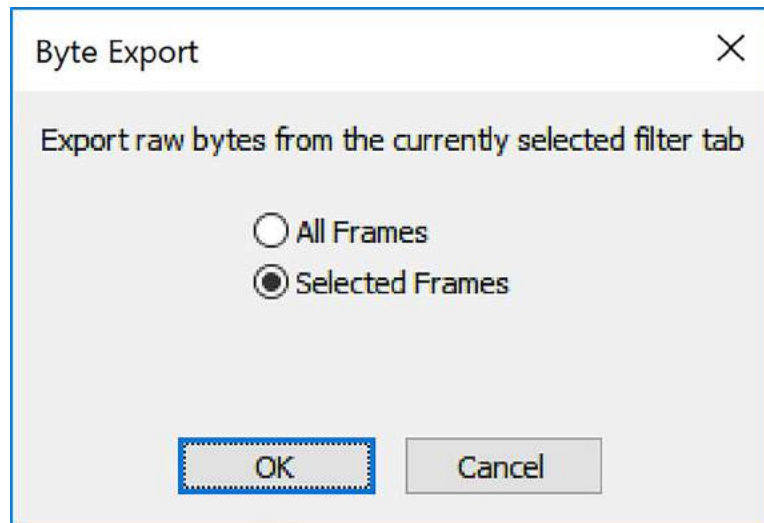 Byte Export
Export raw bytes from the currently selected filter tab
All Frames
Selected Frames
OK Cancel